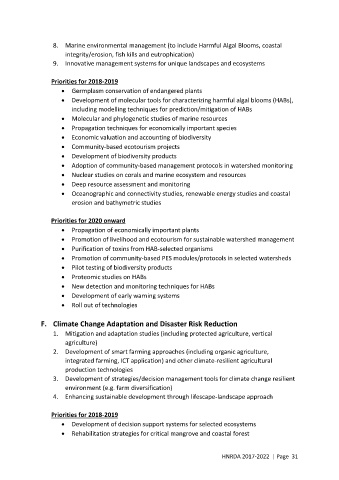 8. Marine environmental management (to include Harmful Algal Blooms, coastal
integrity/erosion, fish kills and eutrophication)
9. Innovative management systems for unique landscapes and ecosystems
Priorities for 2018-2019
• Germplasm conservation of endangered plants
• Development of molecular tools for characterizing harmful algal blooms (HABs),
including modelling techniques for prediction/mitigation of HABs
• Molecular and phylogenetic studies of marine resources
• Propagation techniques for economically important species
• Economic valuation and accounting of biodiversity
• Community-based ecotourism projects
• Development of biodiversity products
• Adoption of community-based management protocols in watershed monitoring
• Nuclear studies on corals and marine ecosystem and resources
• Deep resource assessment and monitoring
• Oceanographic and connectivity studies, renewable energy studies and coastal
erosion and bathymetric studies
Priorities for 2020 onward
• Propagation of economically important plants
• Promotion of livelihood and ecotourism for sustainable watershed management
• Purification of toxins from HAB-selected organisms
• Promotion of community-based PES modules/protocols in selected watersheds
• Pilot testing of biodiversity products
• Proteomic studies on HABs
• New detection and monitoring techniques for HABs
• Development of early warning systems
• Roll out of technologies
F. Climate Change Adaptation and Disaster Risk Reduction
1. Mitigation and adaptation studies (including protected agriculture, vertical
agriculture)
2. Development of smart farming approaches (including organic agriculture,
integrated farming, ICT application) and other climate-resilient agricultural
production technologies
3. Development of strategies/decision management tools for climate change resilient
environment (e.g. farm diversification)
4. Enhancing sustainable development through lifescape-landscape approach
Priorities for 2018-2019
• Development of decision support systems for selected ecosystems
• Rehabilitation strategies for critical mangrove and coastal forest
HNRDA 2017-2022 | Page 31